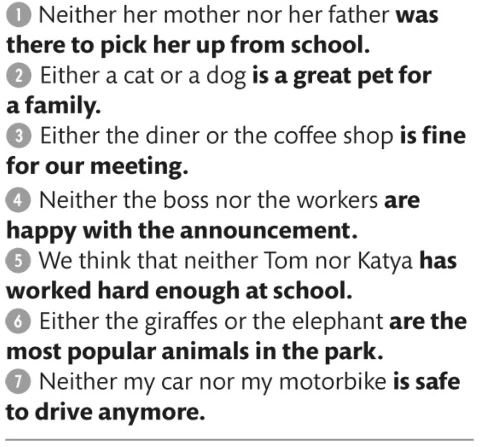 1 Neither her mother nor her father was
there to pick her up from school.
2 Either a cat or a dog is a great pet for
a family.
3 Either the diner or the coffee shop is fine
for our meeting.
4 Neither the boss nor the workers are
happy with the announcement.
5 We think that neither Tom nor Katya has
worked hard enough at school.
6 Either the giraffes or the elephant are the
most popular animals in the park.
7 Neither my car nor my motorbike is safe
to drive anymore.